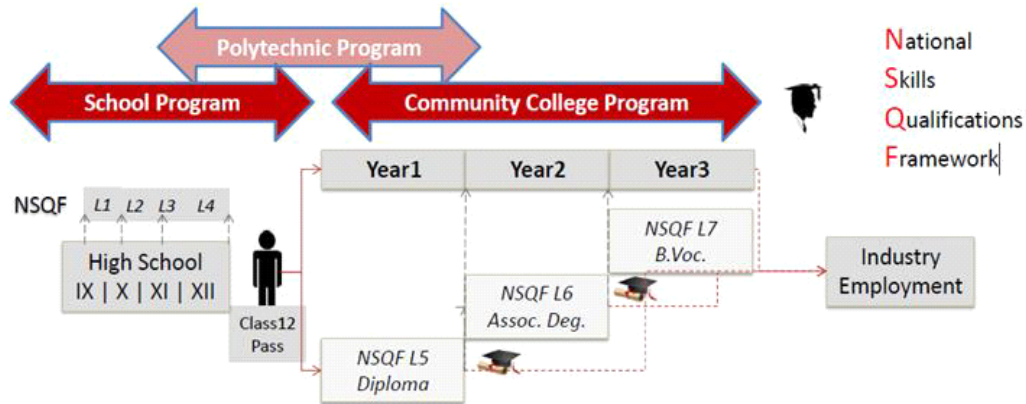 Polytechnic Program
School Program
Community College Program
National
Skills
Qualifications
Framework
Year1
Year2
Year3
NSQF
L1
L2
L3
L4
High School
IX | X | XI | XII
Class12
Pass
NSQF L5
Diploma
NSQF L6
Assoc. Deg.
NSQF L7
B.Voc.
Industry
Employment